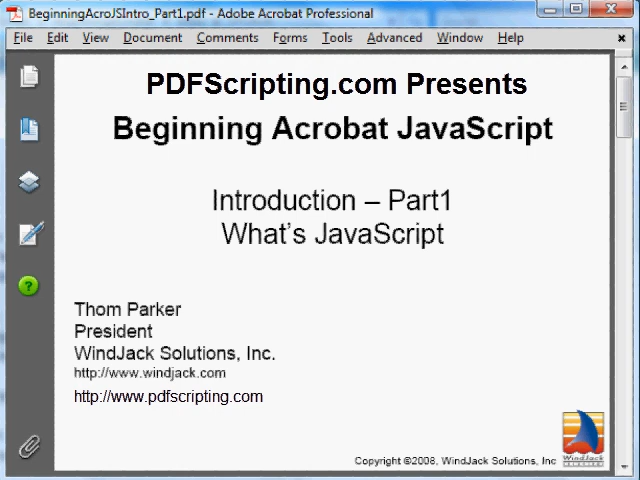 BeginningAcroJSIntro_Part1.pdf - Adobe Acrobat Professional
File Edit View Document Comments Forms Tools Advanced Window Help
PDFScripting.com Presents
Beginning Acrobat JavaScript
Introduction – Part1
What's JavaScript
Thom Parker
President
WindJack Solutions, Inc.
http://www.windjack.com
http://www.pdfscripting.com
WindJack
Copyright ©2008, WindJack Solutions, Inc